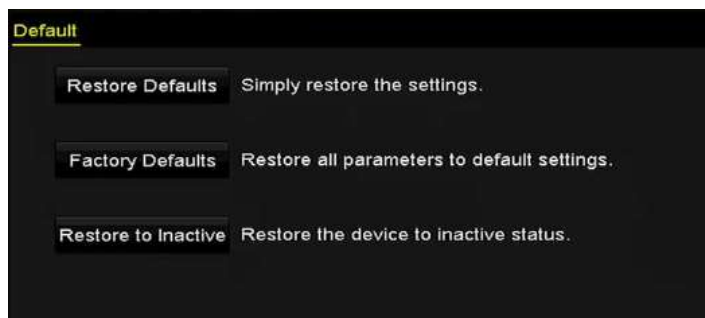 Default
Restore Defaults Simply restore the settings.
Factory Defaults Restore all parameters to default settings.
Restore to Inactive Restore the device to inactive status.